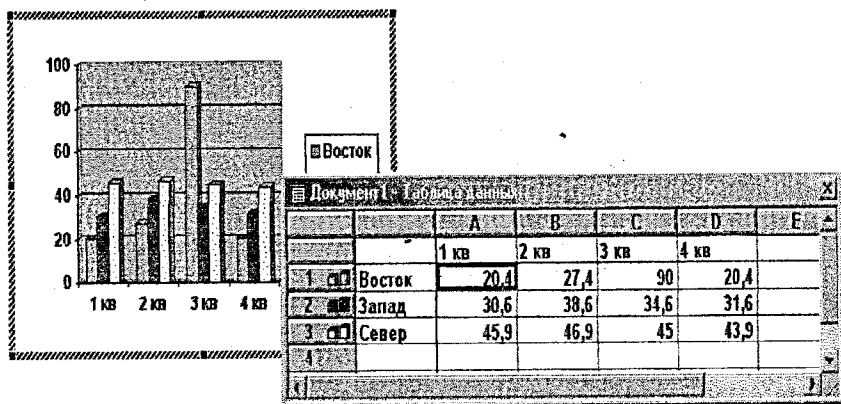 100
80
60
40
20
0
1 кв 2 кв 3 кв 4 кв
Восток
Документ1 - Таблица данных
A B C D E
1 кв 2 кв 3 кв 4 кв
1 Восток 20,4 27,4 90 20,4
2 Запад 30,6 38,6 34,6 31,6
3 Север 45,9 46,9 45 43,9
4